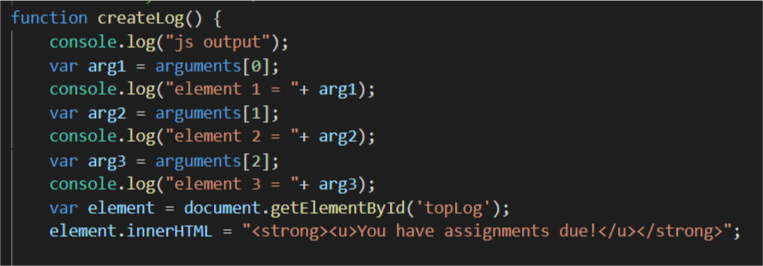 function createLog() {
    console.log("js output");
    var arg1 = arguments[0];
    console.log("element 1 = "+ arg1);
    var arg2 = arguments[1];
    console.log("element 2 = "+ arg2);
    var arg3 = arguments[2];
    console.log("element 3 = "+ arg3);
    var element = document.getElementById('topLog');
    element.innerHTML = "<strong><u>You have assignments due!</u></strong>";